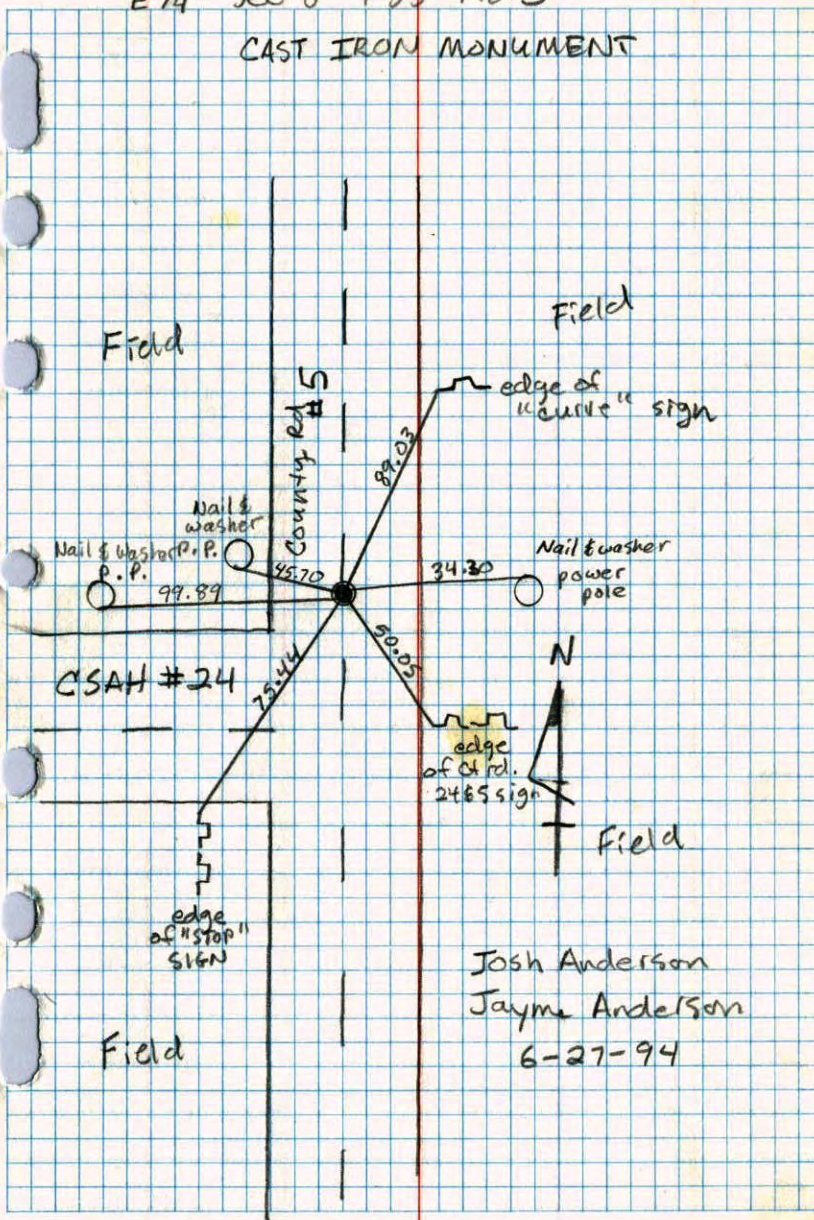 CAST IRON MONUMENT
Field
Field
County Rd
#5
edge of
"curve" sign
89.03
Nail &
washer
P.P.
Nail & washer
P.P.
45.70
99.89
34.30
Nail & washer
power
pole
CSAH #24
75.44
50.05
N
edge
of Ct rd.
24&5 sign
Field
edge
of "STOP"
SIGN
Field
Josh Anderson
Jayme Anderson
6-27-94